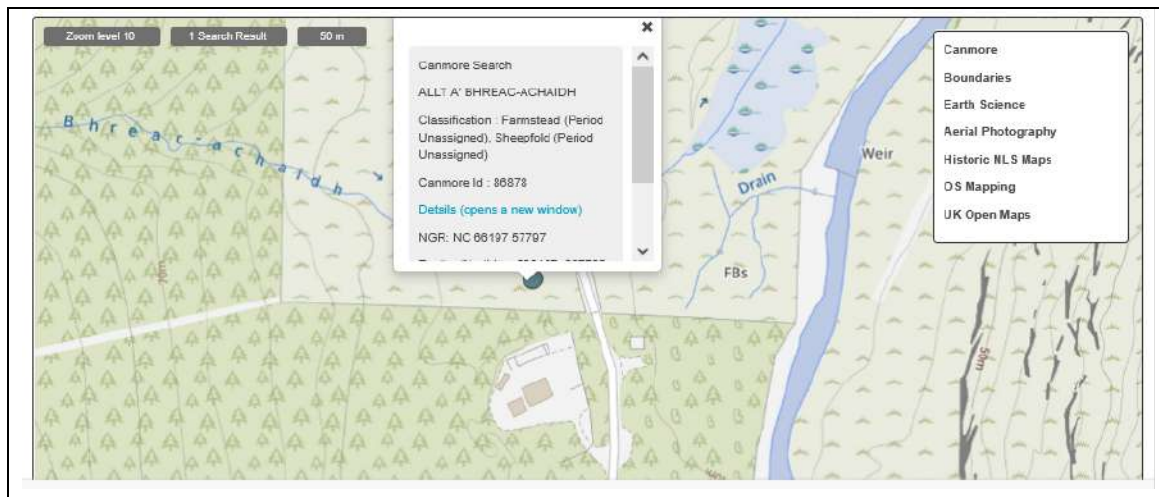 Zoom level 10
1 Search Result
50 m
Canmore Search
ALLT A' BHREAC-ACHAIDH
Classification : Farmstead (Period
Unassigned), Sheepfold (Period
Unassigned)
Canmore Id : 86878
Details (opens a new window)
NGR: NC 66197 57797
Canmore
Boundaries
Earth Science
Aerial Photography
Historic NLS Maps
OS Mapping
UK Open Maps
Bhreac-achaidh
Weir
Drain
FBs
70m
50m